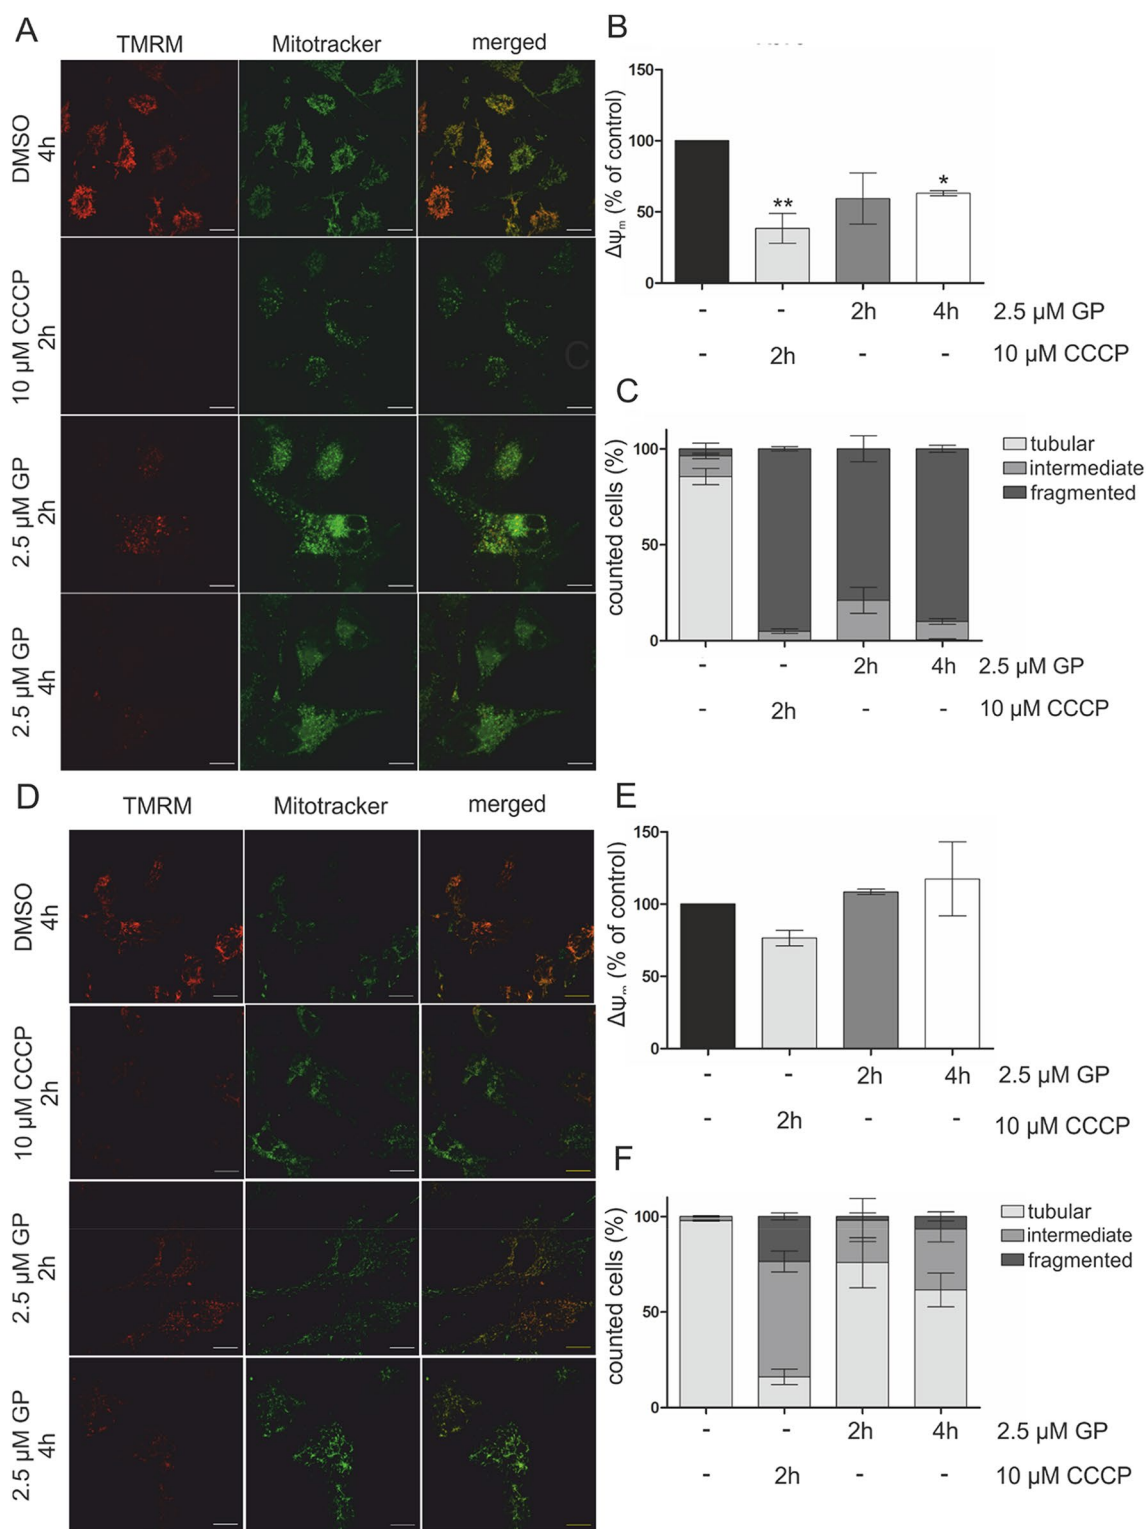 A
TMRM Mitotracker merged
DMSO
4h
10 µM CCCP
2h
2.5 µM GP
2h
2.5 µM GP
4h
C
B
Δψm (% of control)
150
100
50
0
**
*
- - 2h 4h 2.5 µM GP
- 2h - - 10 µM CCCP
C
counted cells (%)
100
50
0
tubular
intermediate
fragmented
- - 2h 4h 2.5 µM GP
- 2h - - 10 µM CCCP
D
TMRM Mitotracker merged
DMSO
4h
10 µM CCCP
2h
2.5 µM GP
2h
2.5 µM GP
4h
E
Δψm (% of control)
150
100
50
0
- - 2h 4h 2.5 µM GP
- 2h - - 10 µM CCCP
F
counted cells (%)
100
50
0
tubular
intermediate
fragmented
- - 2h 4h 2.5 µM GP
- 2h - - 10 µM CCCP